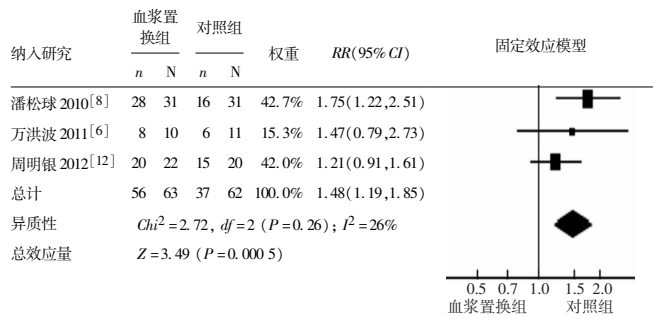 血浆置换组 对照组
纳入研究 权重 RR(95% CI) 固定效应模型
n N n N
潘松球 2010[8] 28 31 16 31 42.7% 1.75(1.22,2.51)
万洪波 2011[6] 8 10 6 11 15.3% 1.47(0.79,2.73)
周明银 2012[12] 20 22 15 20 42.0% 1.21(0.91,1.61)
总计 56 63 37 62 100.0% 1.48(1.19,1.85)
异质性 Chi²=2.72, df=2 (P=0.26); I²=26%
总效应量 Z=3.49 (P=0.000 5)
0.5 0.7 1.0 1.5 2.0
血浆置换组 对照组